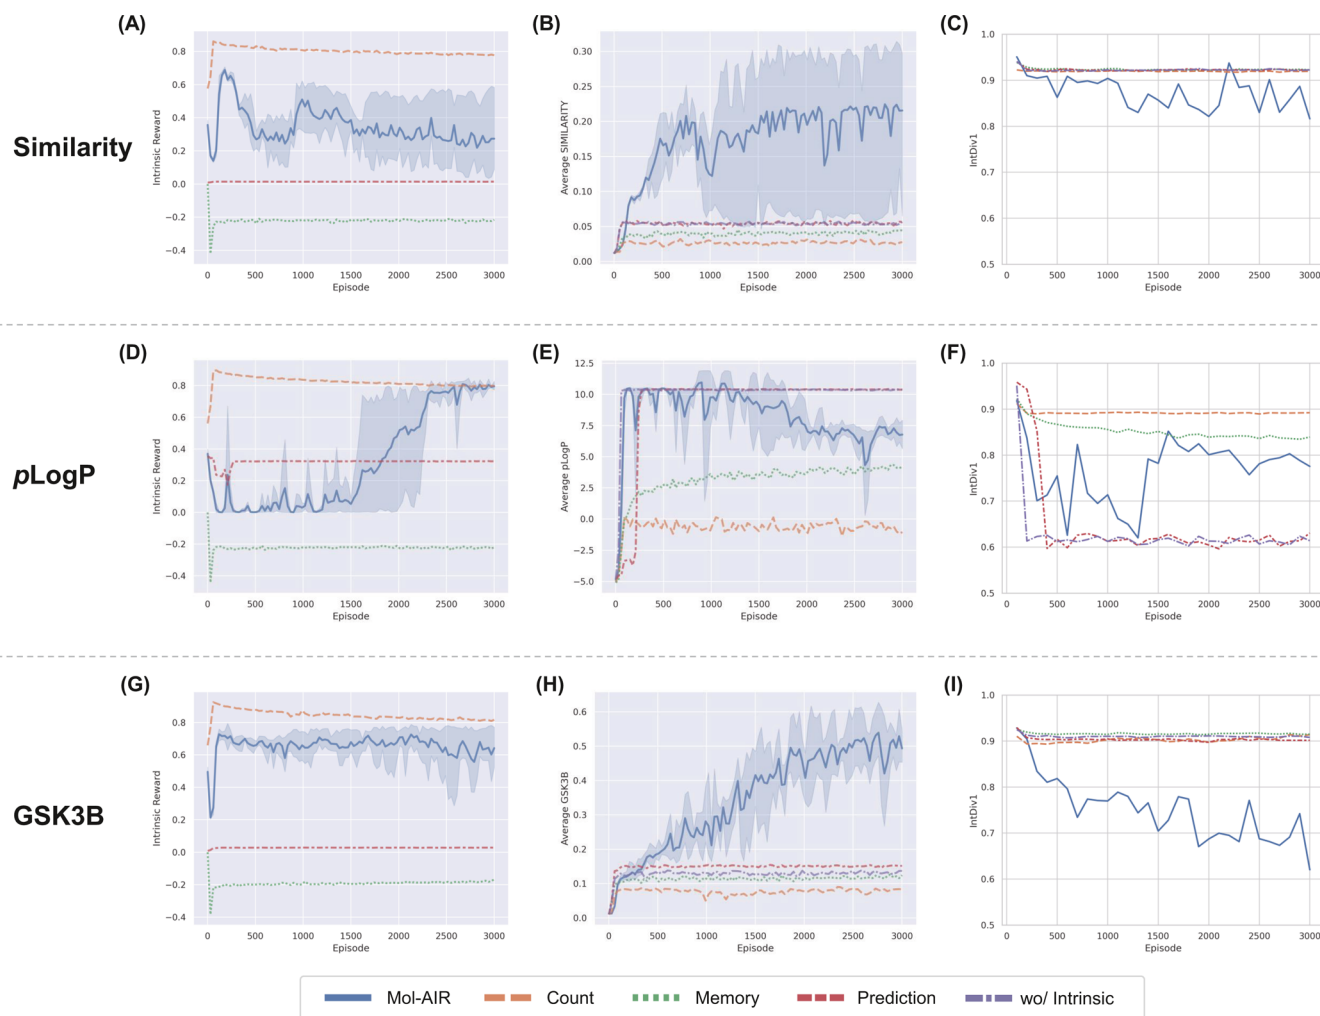 (A)
(B)
(C)
Similarity
Intrinsic Reward
0.8
0.6
0.4
0.2
0.0
−0.2
−0.4
0 500 1000 1500 2000 2500 3000
Episode
Average SIMILARITY
0.30
0.25
0.20
0.15
0.10
0.05
0.00
0 500 1000 1500 2000 2500 3000
Episode
IntDiv1
1.0
0.9
0.8
0.7
0.6
0.5
0 500 1000 1500 2000 2500 3000
Episode
(D)
(E)
(F)
pLogP
Intrinsic Reward
0.8
0.6
0.4
0.2
0.0
−0.2
−0.4
0 500 1000 1500 2000 2500 3000
Episode
Average pLogP
12.5
10.0
7.5
5.0
2.5
0.0
−2.5
−5.0
0 500 1000 1500 2000 2500 3000
Episode
IntDiv1
1.0
0.9
0.8
0.7
0.6
0.5
0 500 1000 1500 2000 2500 3000
Episode
(G)
(H)
(I)
GSK3B
Intrinsic Reward
0.8
0.6
0.4
0.2
0.0
−0.2
−0.4
0 500 1000 1500 2000 2500 3000
Episode
Average GSK3B
0.6
0.5
0.4
0.3
0.2
0.1
0.0
0 500 1000 1500 2000 2500 3000
Episode
IntDiv1
1.0
0.9
0.8
0.7
0.6
0.5
0 500 1000 1500 2000 2500 3000
Episode
Mol-AIR Count Memory Prediction wo/ Intrinsic